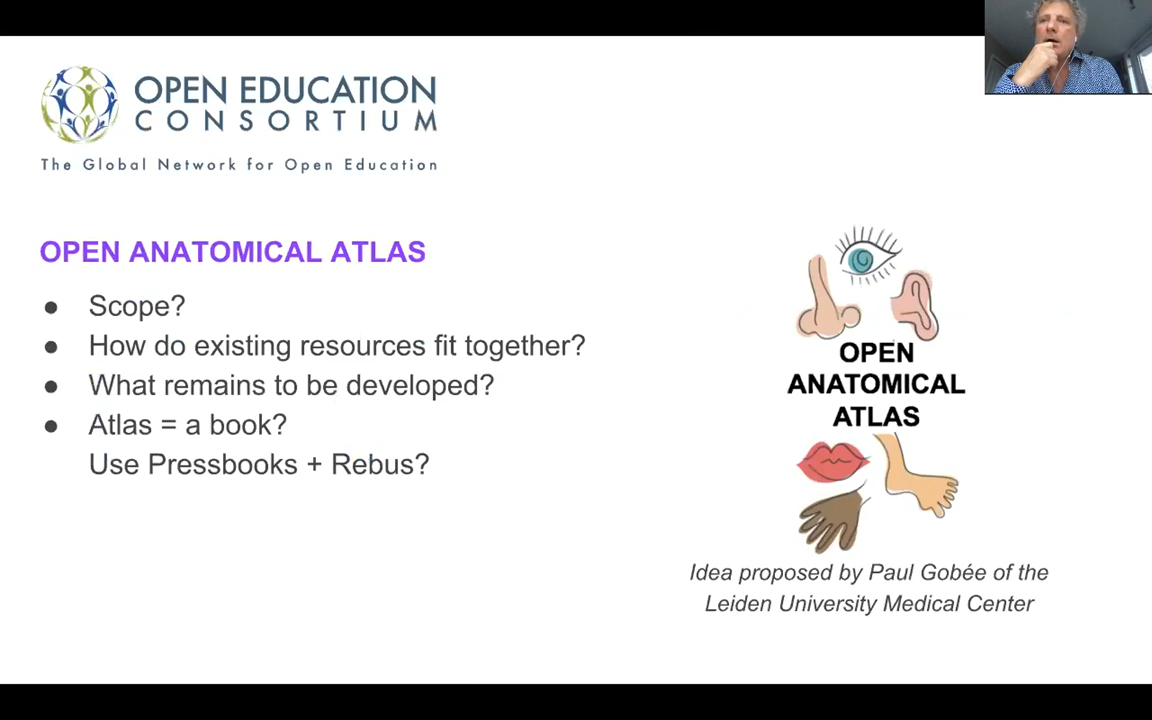 OPEN EDUCATION
CONSORTIUM
The Global Network for Open Education
OPEN ANATOMICAL ATLAS
● Scope?
● How do existing resources fit together?
● What remains to be developed?
● Atlas = a book?
Use Pressbooks + Rebus?
OPEN
ANATOMICAL
ATLAS
Idea proposed by Paul Gobée of the
Leiden University Medical Center